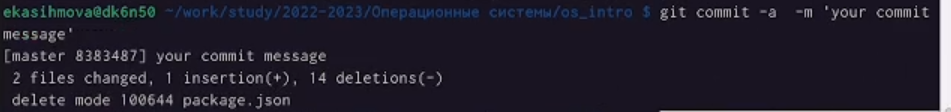 ekasihmova@dk6n50 ~/work/study/2022-2023/Операционные системы/os_intro $ git commit -a  -m 'your commit
message'
[master 8383487] your commit message
 2 files changed, 1 insertion(+), 14 deletions(-)
 delete mode 100644 package.json